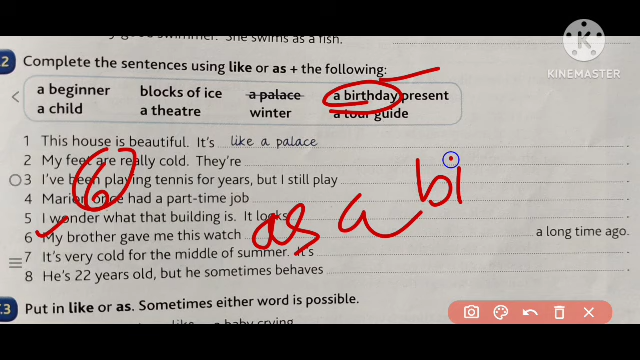 She swims as a fish.
.2 Complete the sentences using like or as + the following:
a beginner blocks of ice a palace a birthday present
a child a theatre winter a tour guide
1 This house is beautiful. It's like a palace
2 My feet are really cold. They're
3 I've been playing tennis for years, but I still play
4 Marion once had a part-time job
5 I wonder what that building is. It looks
6 My brother gave me this watch a long time ago.
7 It's very cold for the middle of summer. It's
8 He's 22 years old, but he sometimes behaves
.3 Put in like or as. Sometimes either word is possible.
a baby crying
6
as a bi
KINEMASTER